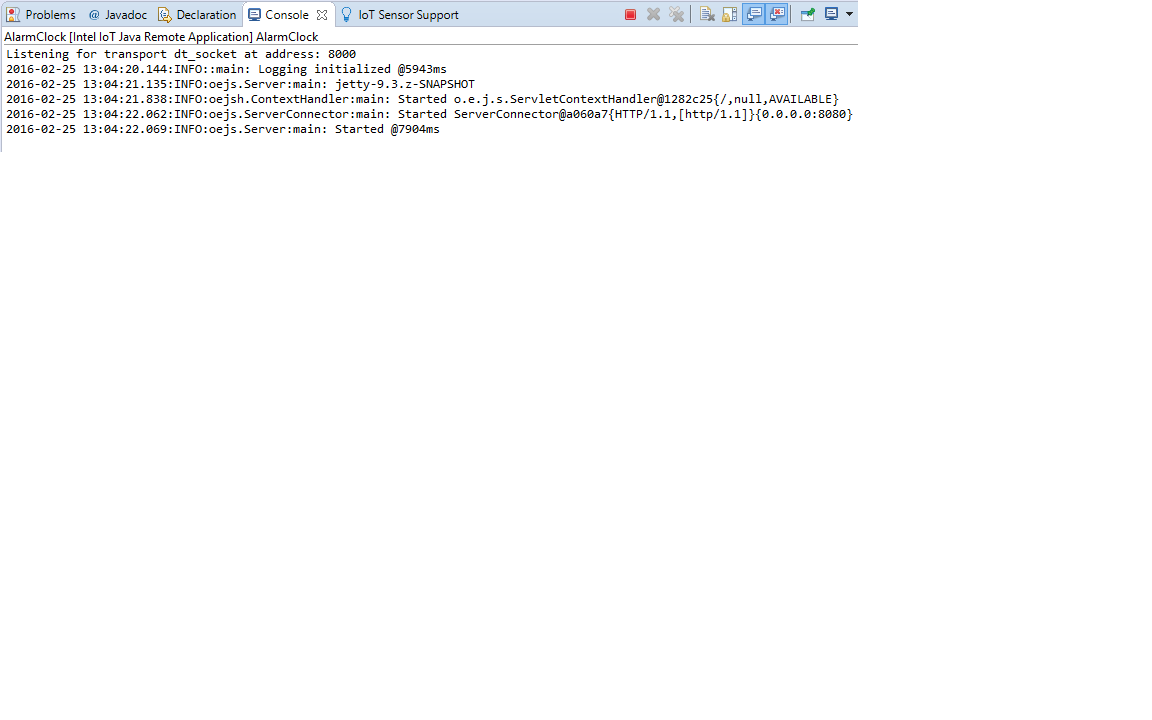 Problems @ Javadoc Declaration Console IoT Sensor Support
AlarmClock [Intel IoT Java Remote Application] AlarmClock
Listening for transport dt_socket at address: 8000
2016-02-25 13:04:20.144:INFO::main: Logging initialized @5943ms
2016-02-25 13:04:21.135:INFO:oejs.Server:main: jetty-9.3.z-SNAPSHOT
2016-02-25 13:04:21.838:INFO:oejsh.ContextHandler:main: Started o.e.j.s.ServletContextHandler@1282c25{/,null,AVAILABLE}
2016-02-25 13:04:22.062:INFO:oejs.ServerConnector:main: Started ServerConnector@a060a7{HTTP/1.1,[http/1.1]}{0.0.0.0:8080}
2016-02-25 13:04:22.069:INFO:oejs.Server:main: Started @7904ms